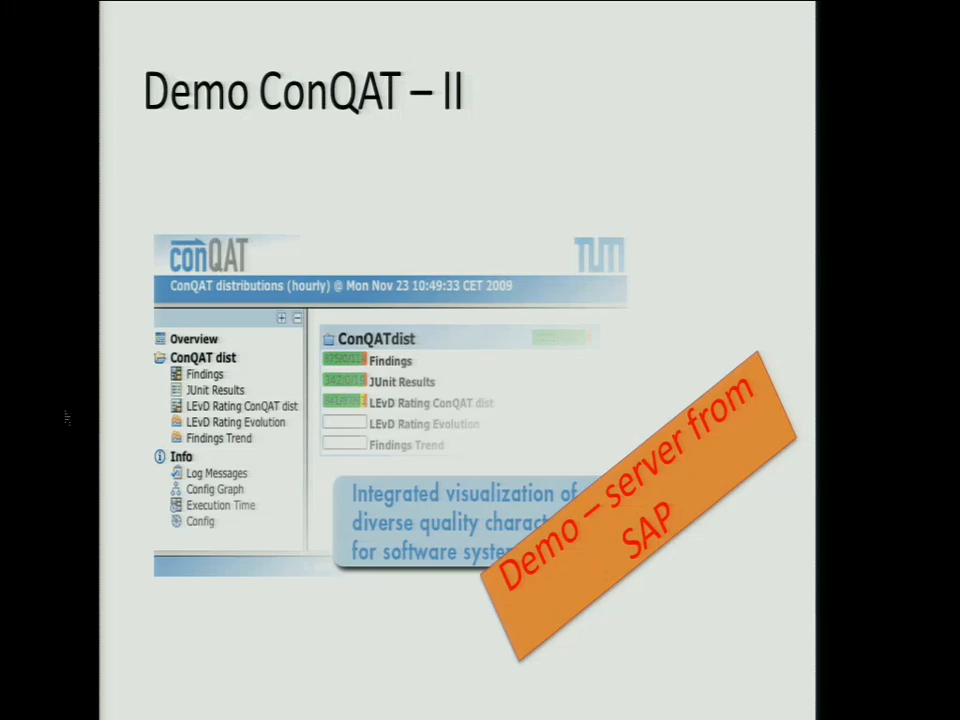 Demo ConQAT – II
conQAT
TUM
ConQAT distributions (hourly) @ Mon Nov 23 10:49:33 CET 2009
Overview
ConQAT dist
Findings
JUnit Results
LEvD Rating ConQAT dist
LEvD Rating Evolution
Findings Trend
Info
Log Messages
Config Graph
Execution Time
Config
ConQATdist
Findings
JUnit Results
LEvD Rating ConQAT dist
LEvD Rating Evolution
Findings Trend
Integrated visualization of
diverse quality charact
for software syste
Demo – server from
SAP